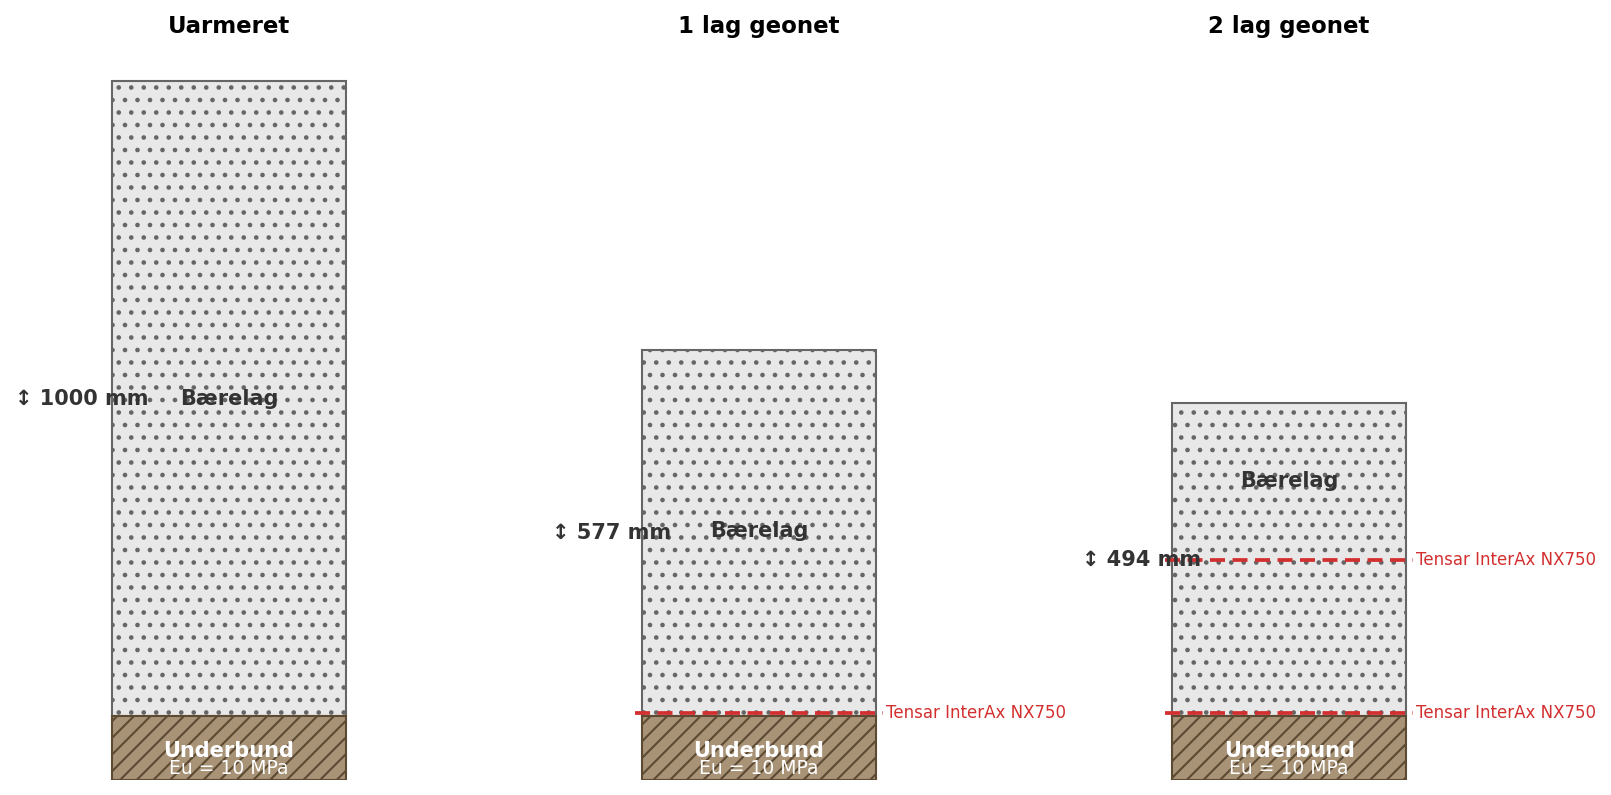 Uarmeret
↕ 1000 mm
Bærelag
Underbund
Eu = 10 MPa
1 lag geonet
↕ 577 mm
Bærelag
Tensar InterAx NX750
Underbund
Eu = 10 MPa
2 lag geonet
Bærelag
↕ 494 mm
Tensar InterAx NX750
Tensar InterAx NX750
Underbund
Eu = 10 MPa